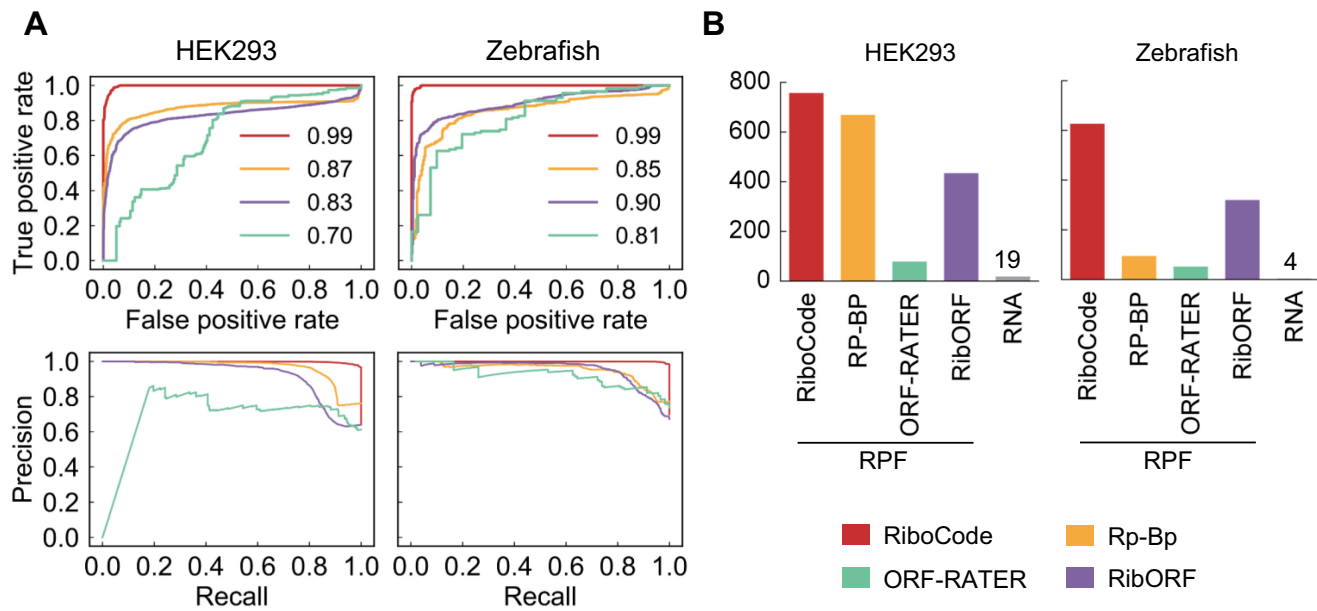 A
HEK293
Zebrafish
True positive rate
1.0
0.8
0.6
0.4
0.2
0.0
0.99
0.87
0.83
0.70
0.99
0.85
0.90
0.81
0.0 0.2 0.4 0.6 0.8 1.0
0.0 0.2 0.4 0.6 0.8 1.0
False positive rate
False positive rate
Precision
1.0
0.8
0.6
0.4
0.2
0.0
0.0 0.2 0.4 0.6 0.8 1.0
0.0 0.2 0.4 0.6 0.8 1.0
Recall
Recall
B
HEK293
Zebrafish
800
600
400
200
0
19
4
RiboCode
RP-BP
ORF-RATER
RibORF
RNA
RPF
RiboCode
RP-BP
ORF-RATER
RibORF
RNA
RPF
RiboCode
Rp-Bp
ORF-RATER
RibORF